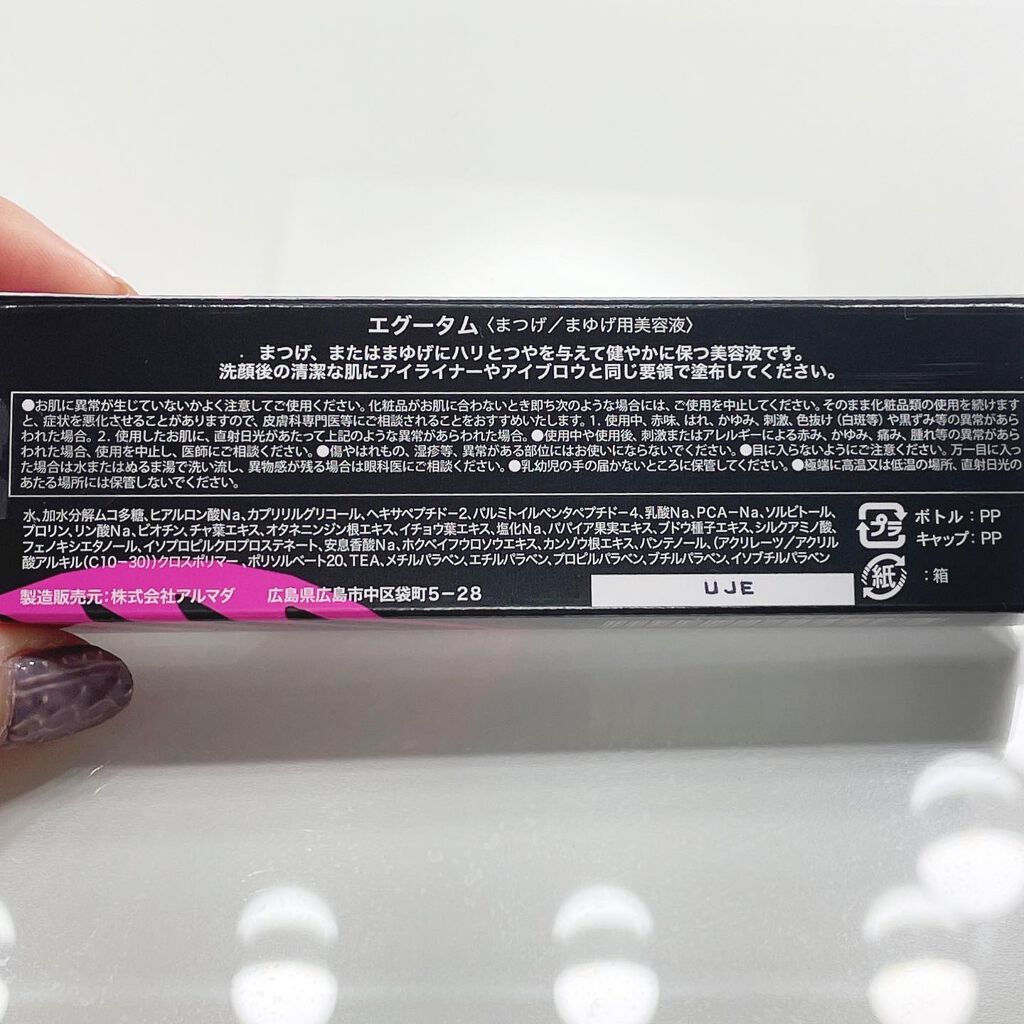 エグータム〈まつげ/まゆげ用美容液〉
まつげ、またはまゆげにハリとつやを与えて健やかに保つ美容液です。
洗顔後の清潔な肌にアイライナーやアイブロウと同じ要領で塗布してください。
●お肌に異常が生じていないかよく注意してご使用ください。化粧品がお肌に合わないとき即ち次のような場合には、ご使用を中止してください。そのまま化粧品類の使用を続けますと、症状を悪化させることがありますので、皮膚科専門医等にご相談されることをおすすめいたします。1. 使用中、赤味、はれ、かゆみ、刺激、色抜け(白斑等)や黒ずみ等の異常があら
われた場合。2. 使用したお肌に、直射日光があたって上記のような異常があらわれた場合。●使用中や使用後、刺激またはアレルギーによる赤み、かゆみ、痛み、腫れ等の異常があら
われた場合、使用を中止し、医師にご相談ください。●傷やはれもの、湿疹等、異常がある部位にはお使いにならないでください。●目に入らないようにご注意ください。万一目に入っ
た場合は水またはぬるま湯で洗い流し、異物感が残る場合は眼科医にご相談ください。●乳幼児の手の届かないところに保管してください。●極端に高温又は低温の場所、直射日光の
あたる場所には保管しないでください。
水、加水分解ムコ多糖、ヒアルロン酸Na、カプリリルグリコール、ヘキサペプチド-2、パルミトイルペンタペプチド-4、乳酸Na、PCA-Na、ソルビトール、
プロリン、リン酸Na、ビオチン、チャ葉エキス、オタネニンジン根エキス、イチョウ葉エキス、塩化Na、パパイア果実エキス、ブドウ種子エキス、シルクアミノ酸、
フェノキシエタノール、イソプロピルクロプロステネート、安息香酸Na、ホクベイフウロソウエキス、カンゾウ根エキス、パンテノール、(アクリレーツ/アクリル
酸アルキル(C10-30))クロスポリマー、ポリソルベート20、TEA、メチルパラベン、エチルパラベン、プロピルパラベン、ブチルパラベン、イソブチルパラベン
プラ ボトル:PP
キャップ:PP
紙 :箱
製造販売元:株式会社アルマダ 広島県広島市中区袋町5-28
UJE